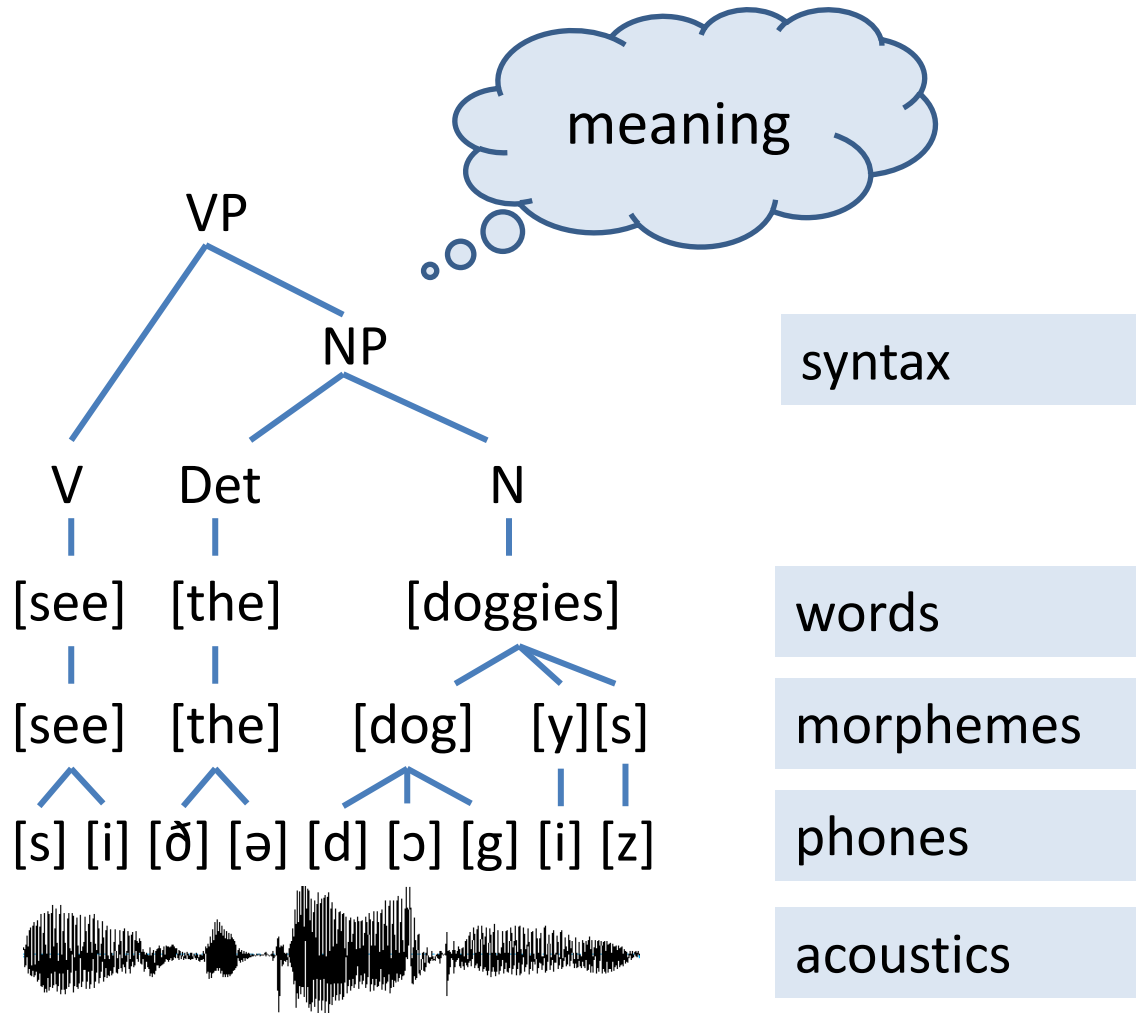 meaning
VP
NP
syntax
V Det N
[see] [the] [doggies] words
[see] [the] [dog] [y][s] morphemes
[s] [i] [ð] [ə] [d] [ɔ] [g] [i] [z] phones
acoustics